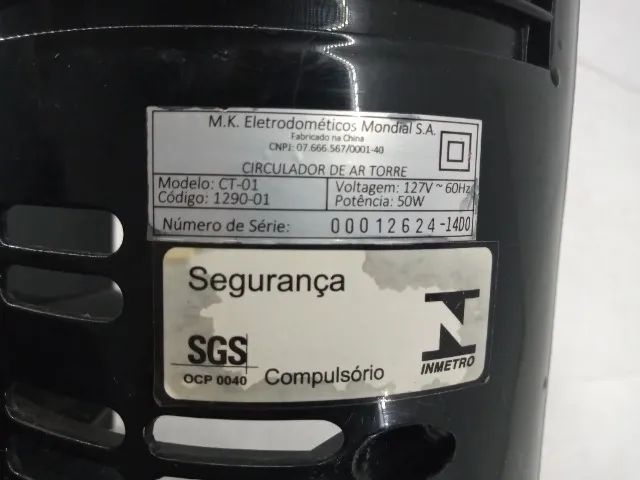 M.K. Eletrodométicos Mondial S.A.
Fabricado na China
CNPJ: 07.666.567/0001-40
CIRCULADOR DE AR TORRE
Modelo: CT-01
Código: 1290-01
Voltagem: 127V ~ 60Hz
Potência: 50W
Número de Série: 00012624-14D0
Segurança
SGS
OCP 0040
Compulsório
INMETRO